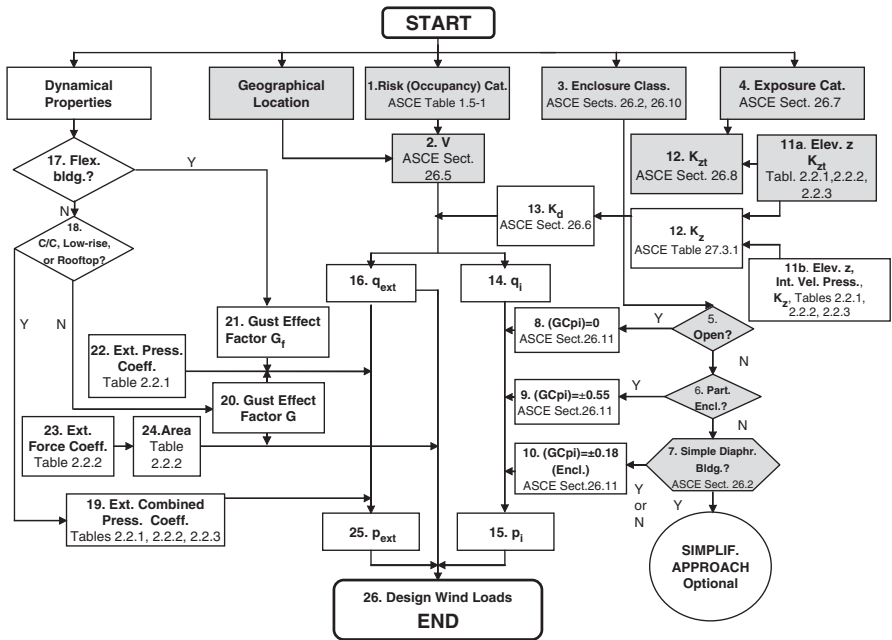 START
Dynamical
Properties
Geographical
Location
1.Risk (Occupancy) Cat.
ASCE Table 1.5-1
3. Enclosure Class.
ASCE Sects. 26.2, 26.10
4. Exposure Cat.
ASCE Sect. 26.7
17. Flex.
bldg.?
Y
N
2. V
ASCE Sect.
26.5
12. Kzt
ASCE Sect. 26.8
11a. Elev. z
Kzt
Tabl. 2.2.1,2.2.2,
2.2.3
18.
C/C, Low-rise,
or Rooftop?
Y
N
13. Kd
ASCE Sect. 26.6
12. Kz
ASCE Table 27.3.1
11b. Elev. z,
Int. Vel. Press.,
Kz, Tables 2.2.1,
2.2.2, 2.2.3
16. qext
14. qi
21. Gust Effect
Factor Gf
8. (GCpi)=0
ASCE Sect.26.11
Y
5.
Open?
N
22. Ext. Press.
Coeff.
Table 2.2.1
20. Gust Effect
Factor G
9. (GCpi)=±0.55
ASCE Sect.26.11
Y
6. Part.
Encl.?
N
23. Ext.
Force Coeff.
Table 2.2.2
24.Area
Table
2.2.2
10. (GCpi)=±0.18
(Encl.)
ASCE Sect.26.11
7. Simple Diaphr.
Bldg.?
ASCE Sect. 26.2
Y
or
N
Y
19. Ext. Combined
Press. Coeff.
Tables 2.2.1, 2.2.2, 2.2.3
25. pext
15. pi
SIMPLIF.
APPROACH
Optional
26. Design Wind Loads
END